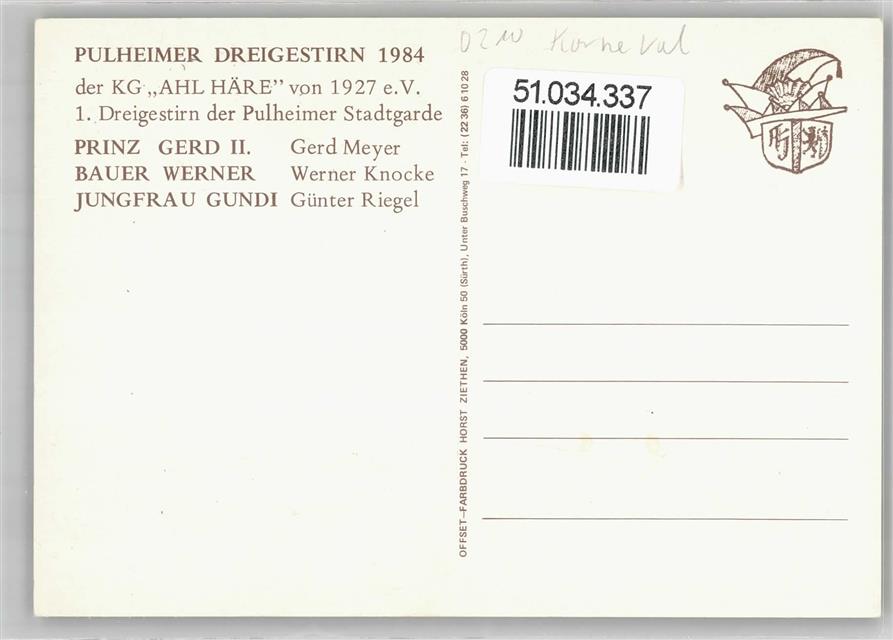 PULHEIMER DREIGESTIRN 1984
der KG „AHL HÄRE” von 1927 e.V.
1. Dreigestirn der Pulheimer Stadtgarde
PRINZ GERD II. Gerd Meyer
BAUER WERNER Werner Knocke
JUNGFRAU GUNDI Günter Riegel
OFFSET–FARBDRUCK HORST ZIETHEN, 5000 Köln 50 (Sürth), Unter Buschweg 17 · Tel: (22 36) 6 10 28
Korneval
51.034.337